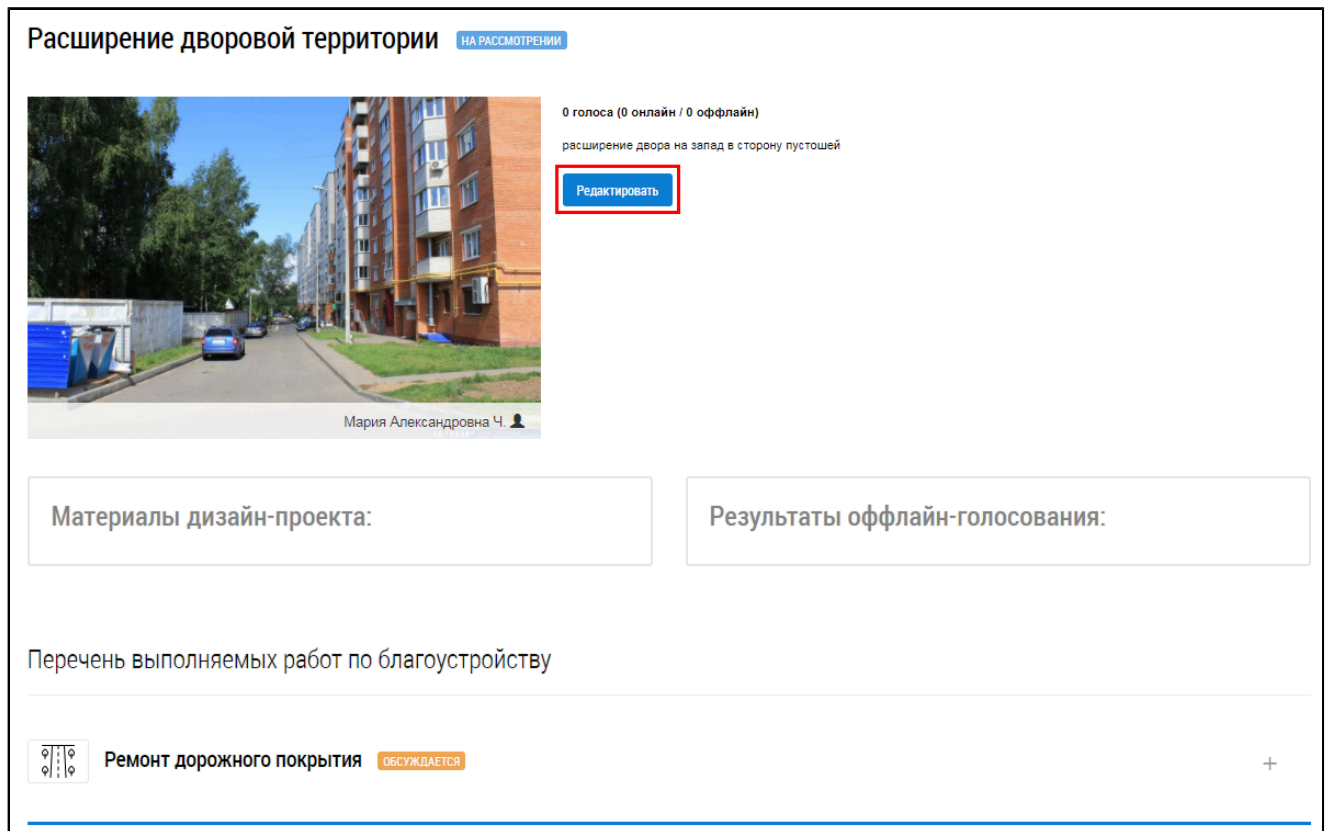 Расширение дворовой территории НА РАССМОТРЕНИИ
0 голоса (0 онлайн / 0 оффлайн)
расширение двора на запад в сторону пустошей
Редактировать
Мария Александровна Ч.
Материалы дизайн-проекта:
Результаты оффлайн-голосования:
Перечень выполняемых работ по благоустройству
Ремонт дорожного покрытия ОБСУЖДАЕТСЯ